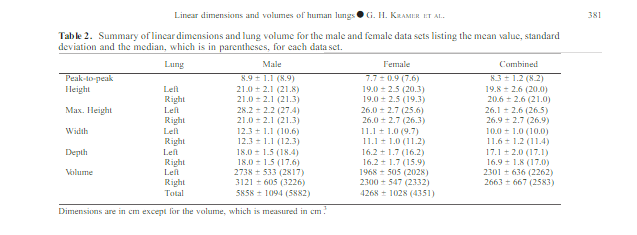 Linear dimensions and volumes of human lungs ● G. H. KRAMER ET AL. 381
Table 2. Summary of linear dimensions and lung volume for the male and female data sets listing the mean value, standard
deviation and the median, which is in parentheses, for each data set.
Lung Male Female Combined
Peak-to-peak 8.9 ± 1.1 (8.9) 7.7 ± 0.9 (7.6) 8.3 ± 1.2 (8.2)
Height Left 21.0 ± 2.1 (21.8) 19.0 ± 2.5 (20.3) 19.8 ± 2.6 (20.0)
Right 21.0 ± 2.1 (21.3) 19.0 ± 2.5 (19.3) 20.6 ± 2.6 (21.0)
Max. Height Left 28.2 ± 2.2 (27.4) 26.0 ± 2.7 (25.6) 26.1 ± 2.6 (26.5)
Right 21.0 ± 2.1 (21.3) 26.0 ± 2.7 (26.3) 26.9 ± 2.7 (26.9)
Width Left 12.3 ± 1.1 (10.6) 11.1 ± 1.0 (9.7) 10.0 ± 1.0 (10.0)
Right 12.3 ± 1.1 (12.3) 11.1 ± 1.0 (11.2) 11.6 ± 1.2 (11.4)
Depth Left 18.0 ± 1.5 (18.4) 16.2 ± 1.7 (16.2) 17.1 ± 2.0 (17.1)
Right 18.0 ± 1.5 (17.6) 16.2 ± 1.7 (15.9) 16.9 ± 1.8 (17.0)
Volume Left 2738 ± 533 (2817) 1968 ± 505 (2028) 2301 ± 636 (2262)
Right 3121 ± 605 (3226) 2300 ± 547 (2332) 2663 ± 667 (2583)
Total 5858 ± 1094 (5882) 4268 ± 1028 (4351)
Dimensions are in cm except for the volume, which is measured in cm.³